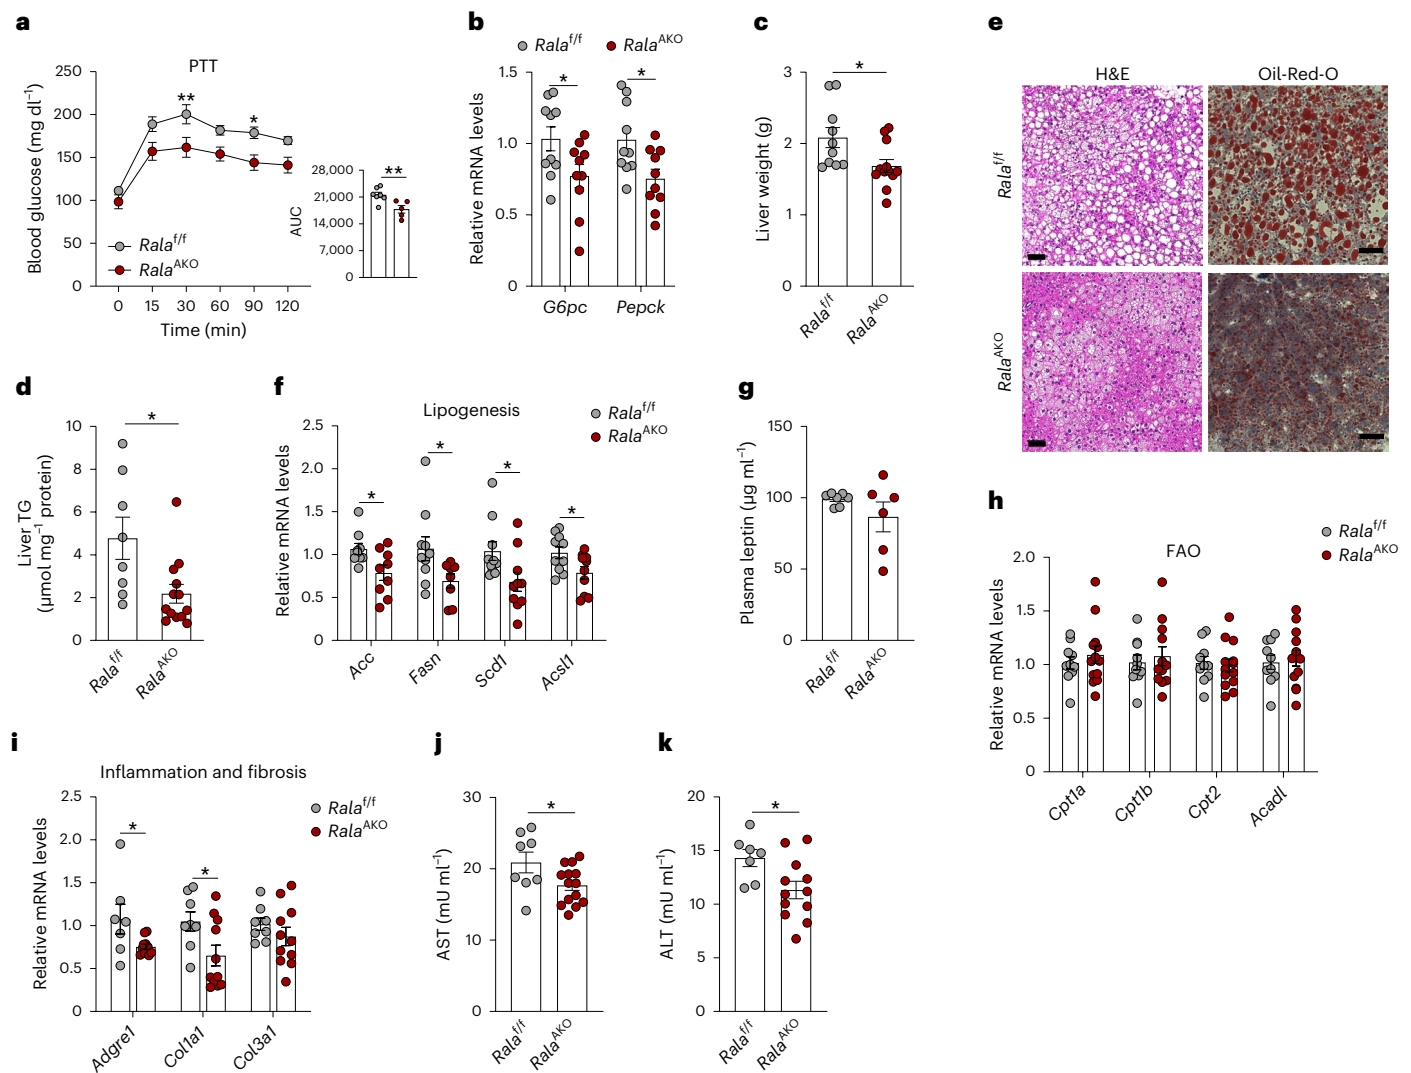 a
PTT
Blood glucose (mg dl⁻¹)
250
200
150
100
50
0
**
*
Rala^f/f
Rala^AKO
0 15 30 60 90 120
Time (min)
AUC
28,000
21,000
14,000
7,000
0
**
b
Rala^f/f Rala^AKO
Relative mRNA levels
1.5
1.0
0.5
0
* *
G6pc Pepck
c
Liver weight (g)
3
2
1
0
*
Rala^f/f Rala^AKO
e
H&E Oil-Red-O
Rala^f/f
Rala^AKO
d
Liver TG
(µmol mg⁻¹ protein)
10
8
6
4
2
0
*
Rala^f/f Rala^AKO
f
Lipogenesis
Rala^f/f
Rala^AKO
Relative mRNA levels
2.5
2.0
1.5
1.0
0.5
0
* * * *
Acc Fasn Scd1 Acsl1
g
Plasma leptin (µg ml⁻¹)
150
100
50
0
Rala^f/f Rala^AKO
h
FAO
Rala^f/f
Rala^AKO
Relative mRNA levels
2.0
1.5
1.0
0.5
0
Cpt1a Cpt1b Cpt2 Acadl
i
Inflammation and fibrosis
Rala^f/f
Rala^AKO
Relative mRNA levels
2.5
2.0
1.5
1.0
0.5
0
* *
Adgre1 Col1a1 Col3a1
j
AST (mU ml⁻¹)
30
20
10
0
*
Rala^f/f Rala^AKO
k
ALT (mU ml⁻¹)
20
15
10
5
0
*
Rala^f/f Rala^AKO